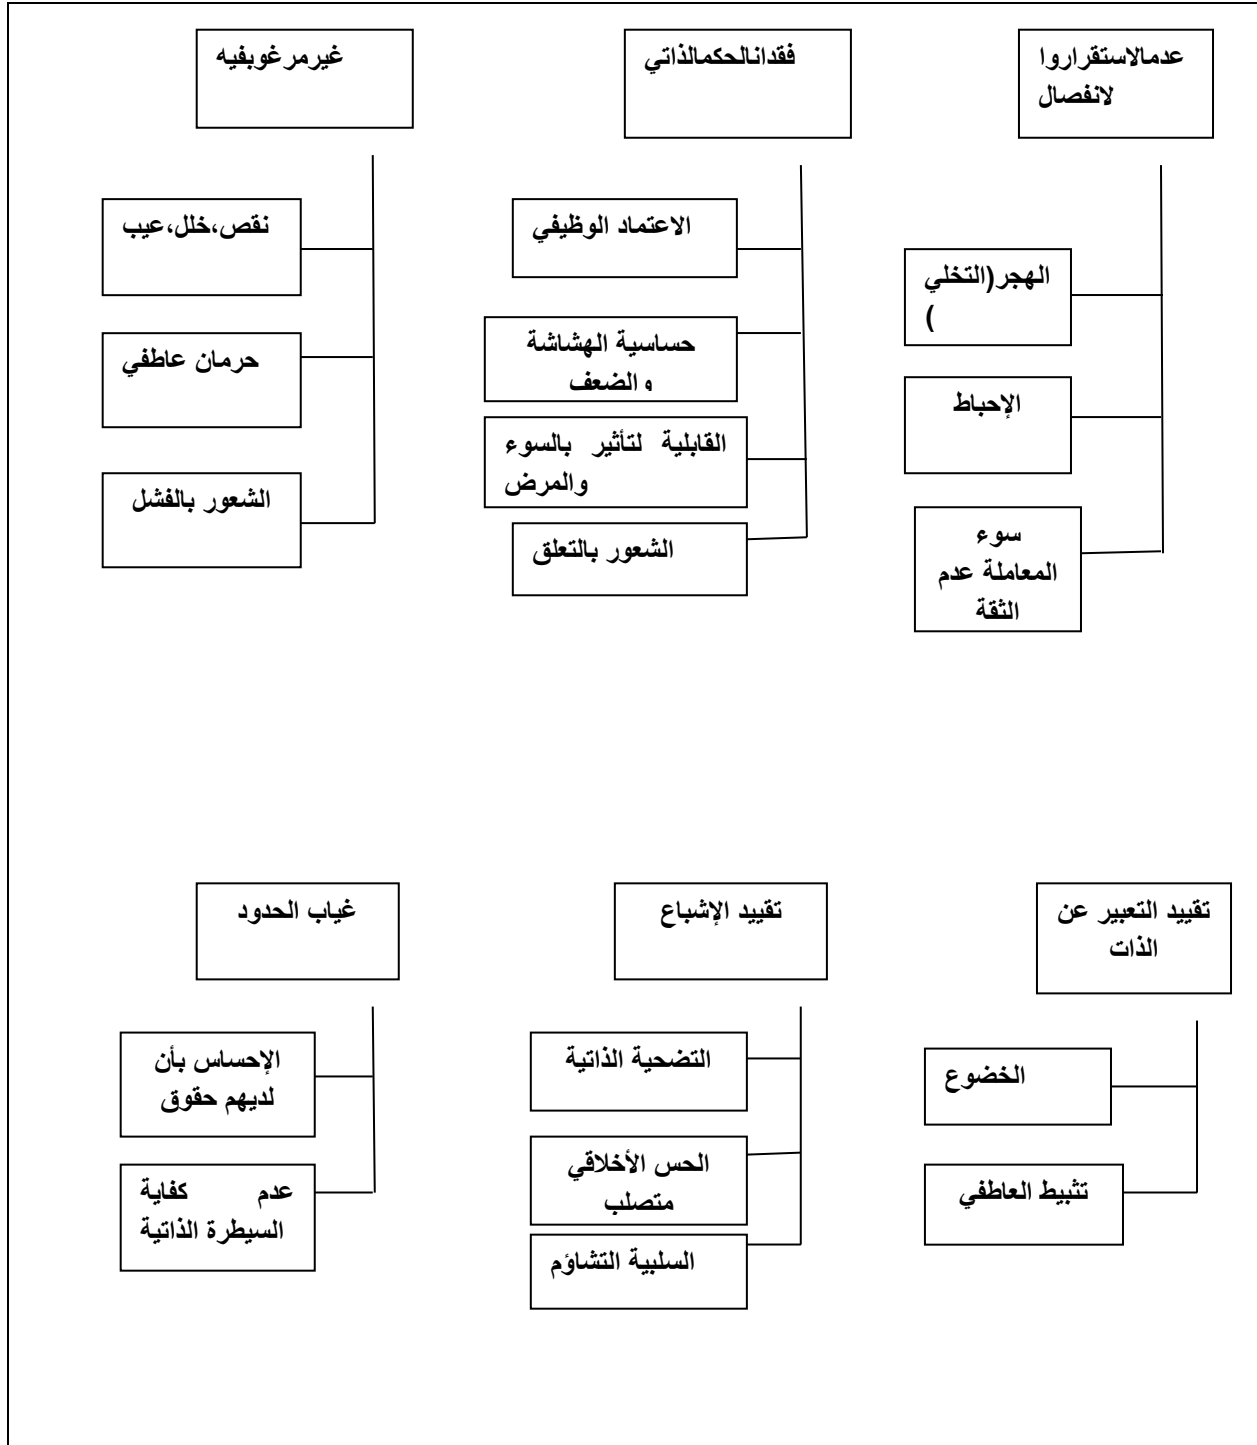 عدمالاستقراروا
لانفصال
الهجر(التخلي
)
الإحباط
سوء
المعاملة عدم
الثقة
فقدانالحكمالذاتي
الاعتماد الوظيفي
حساسية الهشاشة
والضعف
القابلية لتأثير بالسوء
والمرض
الشعور بالتعلق
غيرمرغوبفيه
نقص،خلل،عيب
حرمان عاطفي
الشعور بالفشل
تقييد التعبير عن
الذات
الخضوع
تثبيط العاطفي
تقييد الإشباع
التضحية الذاتية
الحس الأخلاقي
متصلب
السلبية التشاؤم
غياب الحدود
الإحساس بأن
لديهم حقوق
عدم كفاية
السيطرة الذاتية